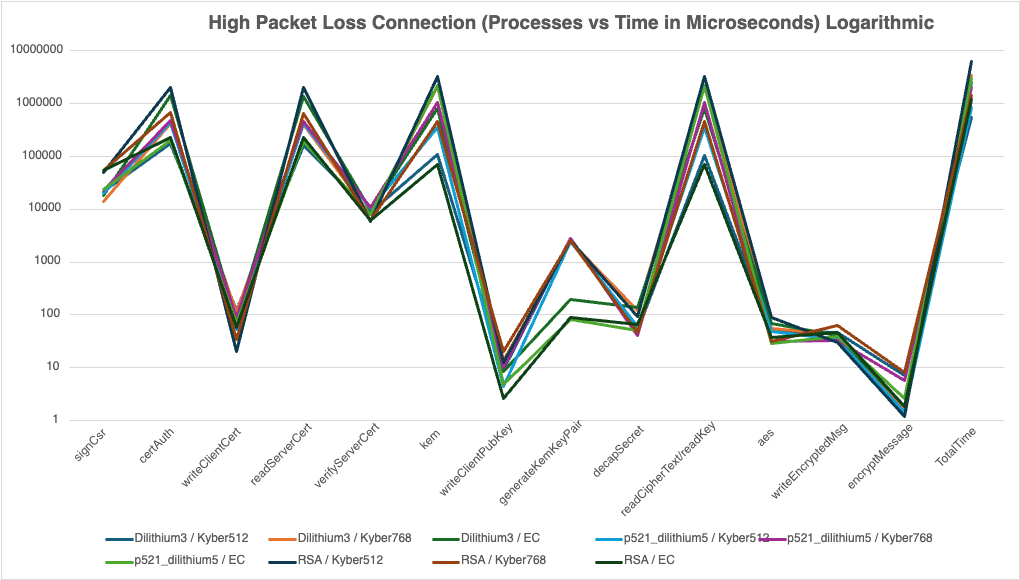 High Packet Loss Connection (Processes vs Time in Microseconds) Logarithmic
10000000
1000000
100000
10000
1000
100
10
1
signCsr
certAuth
writeClientCert
readServerCert
verifyServerCert
kem
writeClientPubKey
generateKemKeyPair
decapSecret
readCipherText/readKey
aes
writeEncryptedMsg
encryptMessage
TotalTime
Dilithium3 / Kyber512 Dilithium3 / Kyber768 Dilithium3 / EC p521_dilithium5 / Kyber512 p521_dilithium5 / Kyber768
p521_dilithium5 / EC RSA / Kyber512 RSA / Kyber768 RSA / EC